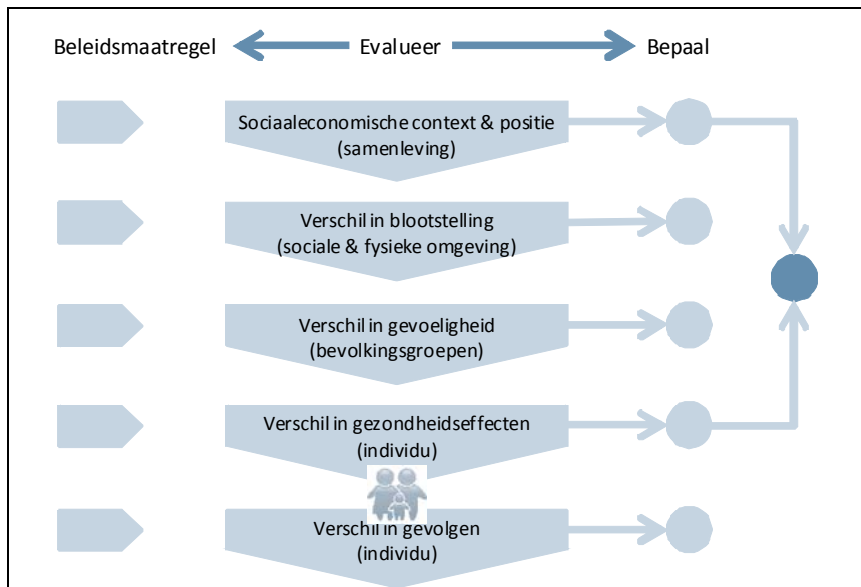 Beleidsmaatregel Evalueer Bepaal
Sociaaleconomische context & positie
(samenleving)
Verschil in blootstelling
(sociale & fysieke omgeving)
Verschil in gevoeligheid
(bevolkingsgroepen)
Verschil in gezondheidseffecten
(individu)
Verschil in gevolgen
(individu)